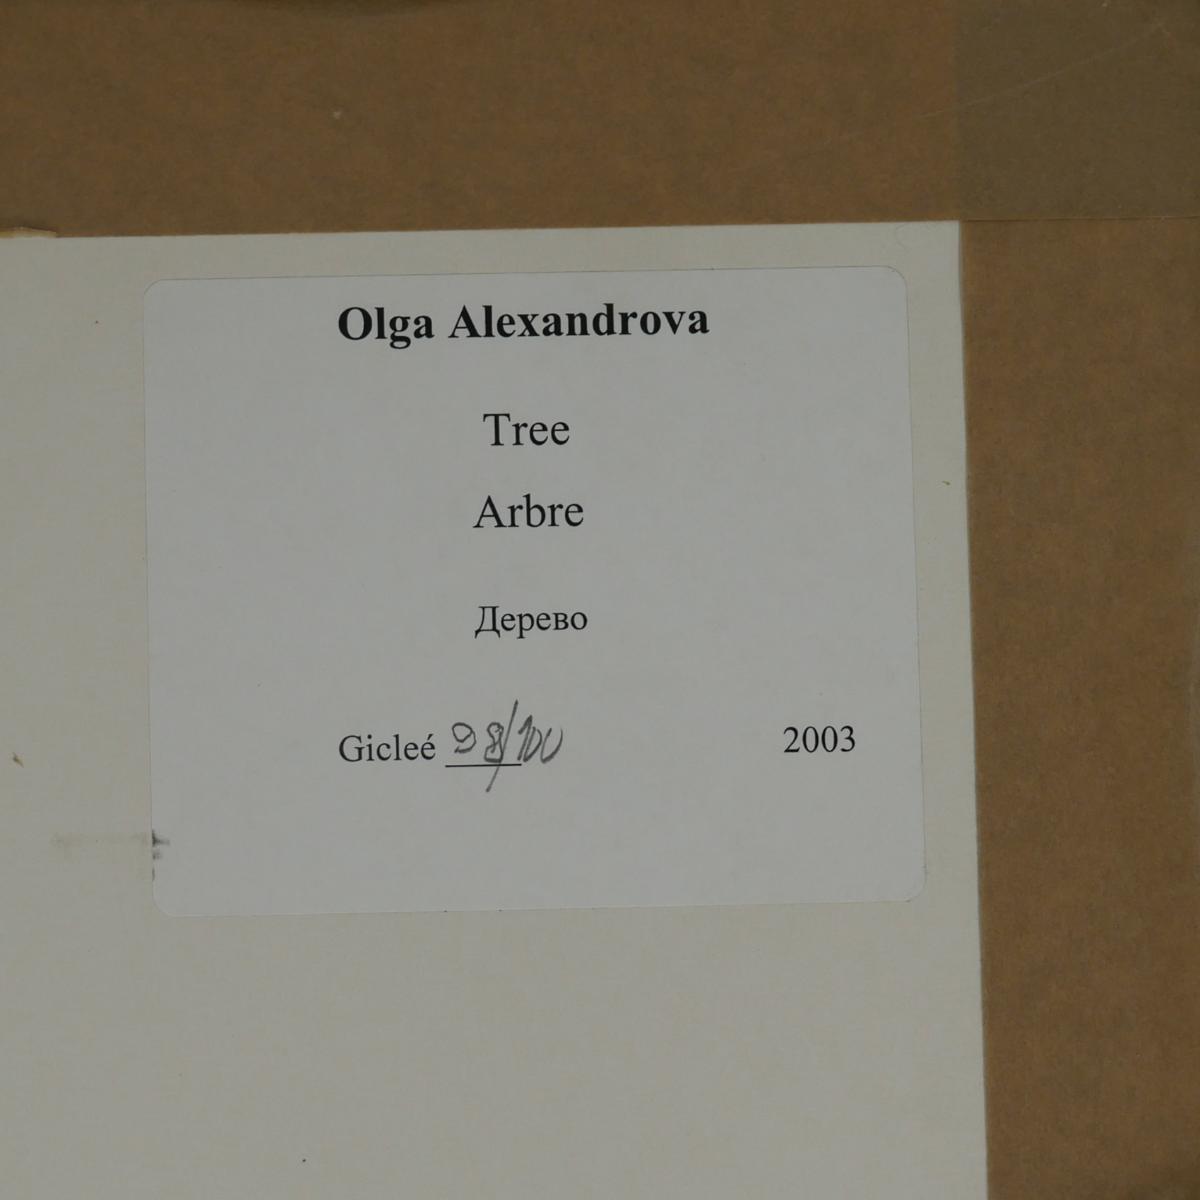 Olga Alexandrova
Tree
Arbre
Дерево
Gicleé 98/100 2003